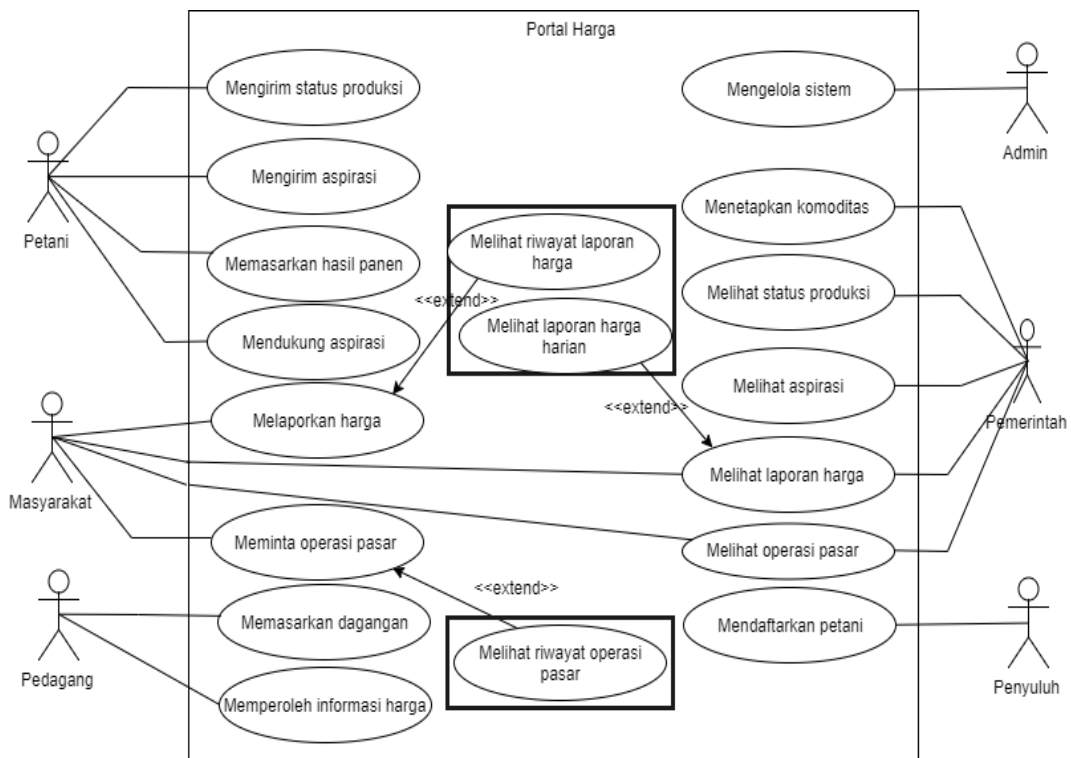 Portal Harga
Mengirim status produksi
Mengelola sistem
Admin
Petani
Mengirim aspirasi
Menetapkan komoditas
Melihat riwayat laporan
harga
Memasarkan hasil panen
<<extend>>
Melihat status produksi
Melihat laporan harga
harian
Mendukung aspirasi
Melihat aspirasi
<<extend>>
Pemerintah
Melaporkan harga
Masyarakat
Melihat laporan harga
Meminta operasi pasar
Melihat operasi pasar
<<extend>>
Memasarkan dagangan
Mendaftarkan petani
Melihat riwayat operasi
pasar
Pedagang
Penyuluh
Memperoleh informasi harga